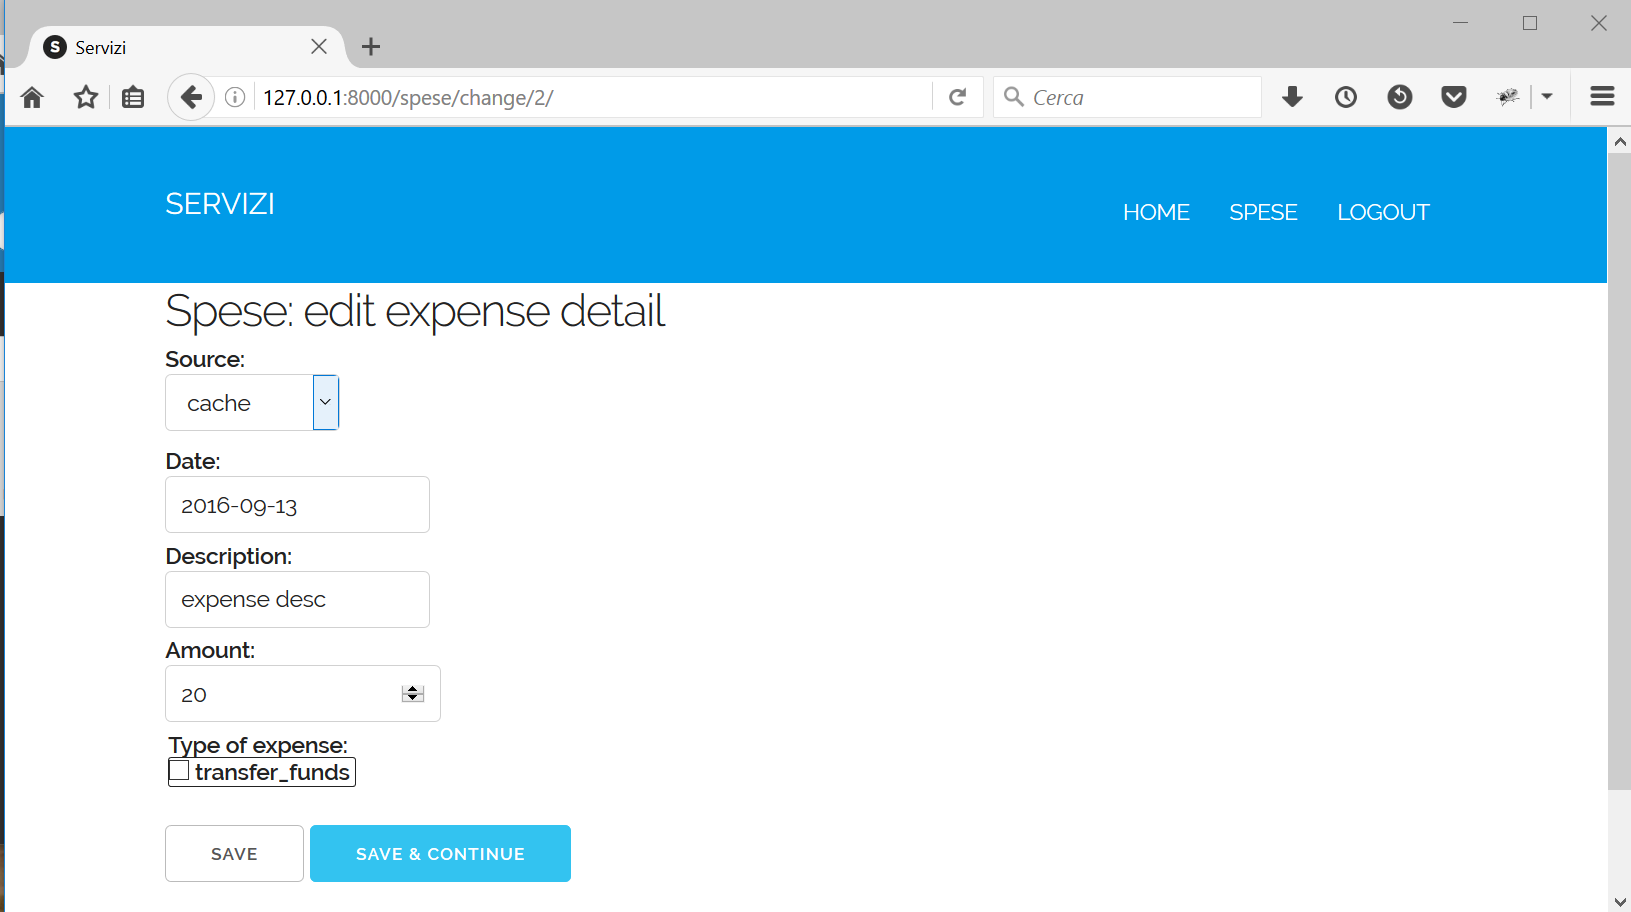 S Servizi
127.0.0.1:8000/spese/change/2/
Cerca
SERVIZI
HOME SPESE LOGOUT
Spese: edit expense detail
Source:
cache
Date:
2016-09-13
Description:
expense desc
Amount:
20
Type of expense:
transfer_funds
SAVE SAVE & CONTINUE